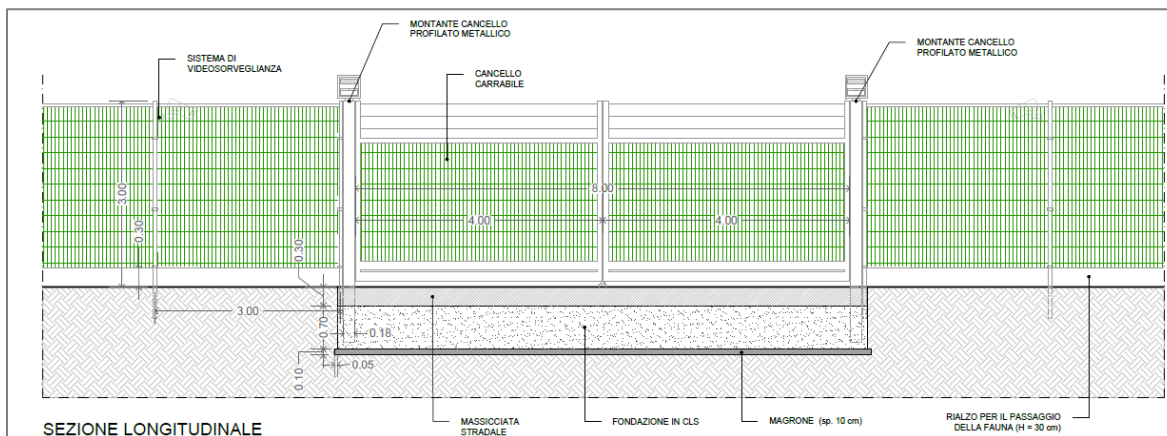 MONTANTE CANCELLO
PROFILATO METALLICO
MONTANTE CANCELLO
PROFILATO METALLICO
SISTEMA DI
VIDEOSORVEGLIANZA
CANCELLO
CARRABILE
8.00
3.00
4.00
4.00
0.30
0.30
3.00
0.70
0.18
0.05
0.10
MASSICCIATA
STRADALE
FONDAZIONE IN CLS
MAGRONE (sp. 10 cm)
RIALZO PER IL PASSAGGIO
DELLA FAUNA (H = 30 cm)
SEZIONE LONGITUDINALE